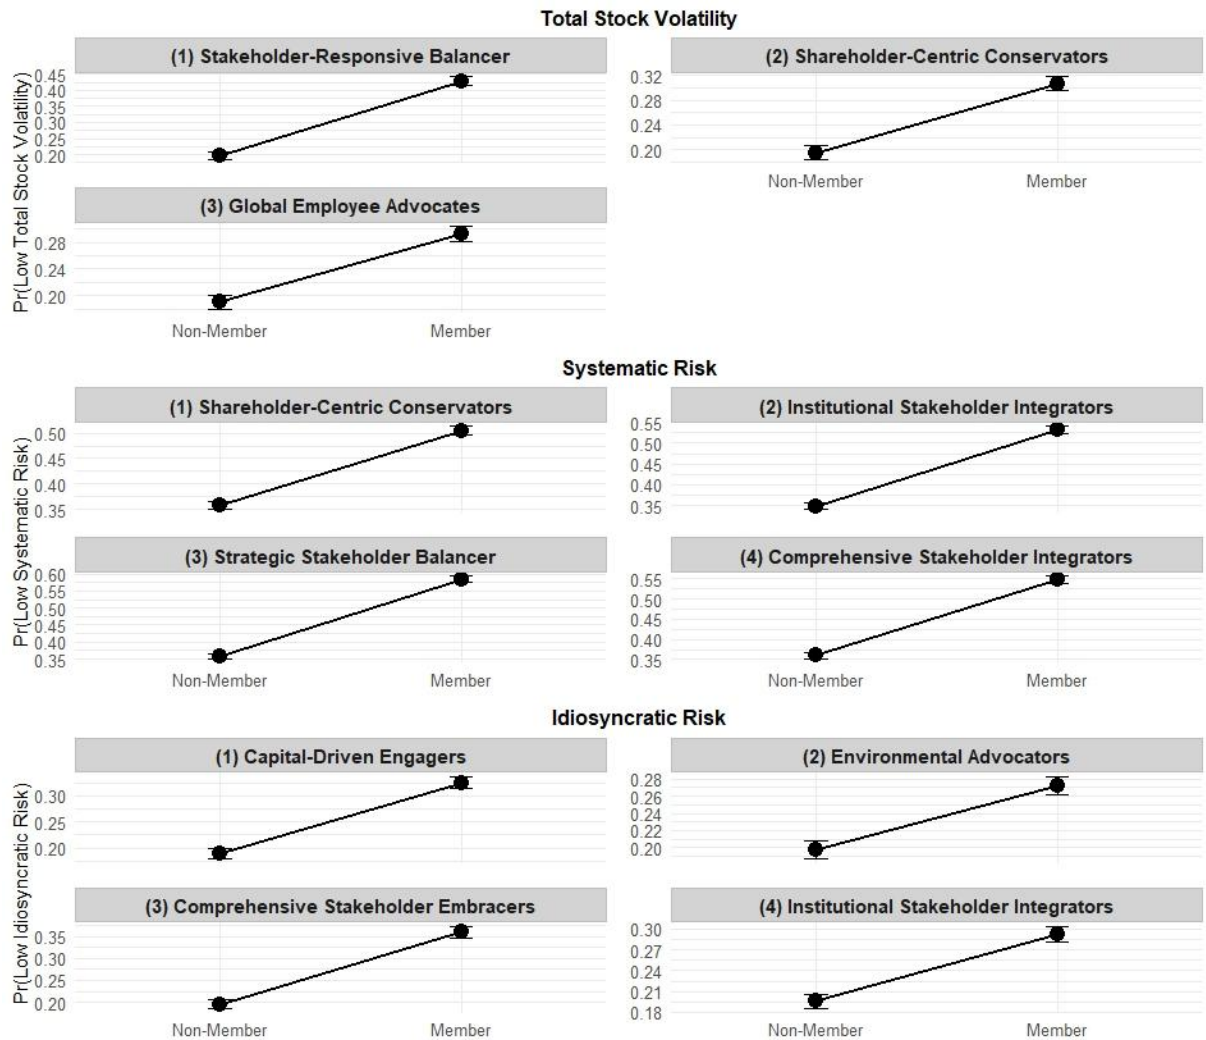 Total Stock Volatility
Pr(Low Total Stock Volatility)
(1) Stakeholder-Responsive Balancer
0.45
0.40
0.35
0.30
0.25
0.20
(2) Shareholder-Centric Conservators
0.32
0.28
0.24
0.20
Non-Member Member
(3) Global Employee Advocates
0.28
0.24
0.20
Non-Member Member
Systematic Risk
Pr(Low Systematic Risk)
(1) Shareholder-Centric Conservators
0.50
0.45
0.40
0.35
(2) Institutional Stakeholder Integrators
0.55
0.50
0.45
0.40
0.35
(3) Strategic Stakeholder Balancer
0.60
0.55
0.50
0.45
0.40
0.35
Non-Member Member
(4) Comprehensive Stakeholder Integrators
0.55
0.50
0.45
0.40
0.35
Non-Member Member
Idiosyncratic Risk
Pr(Low Idiosyncratic Risk)
(1) Capital-Driven Engagers
0.30
0.25
0.20
(2) Environmental Advocators
0.28
0.26
0.24
0.22
0.20
(3) Comprehensive Stakeholder Embracers
0.35
0.30
0.25
0.20
Non-Member Member
(4) Institutional Stakeholder Integrators
0.30
0.27
0.24
0.21
0.18
Non-Member Member